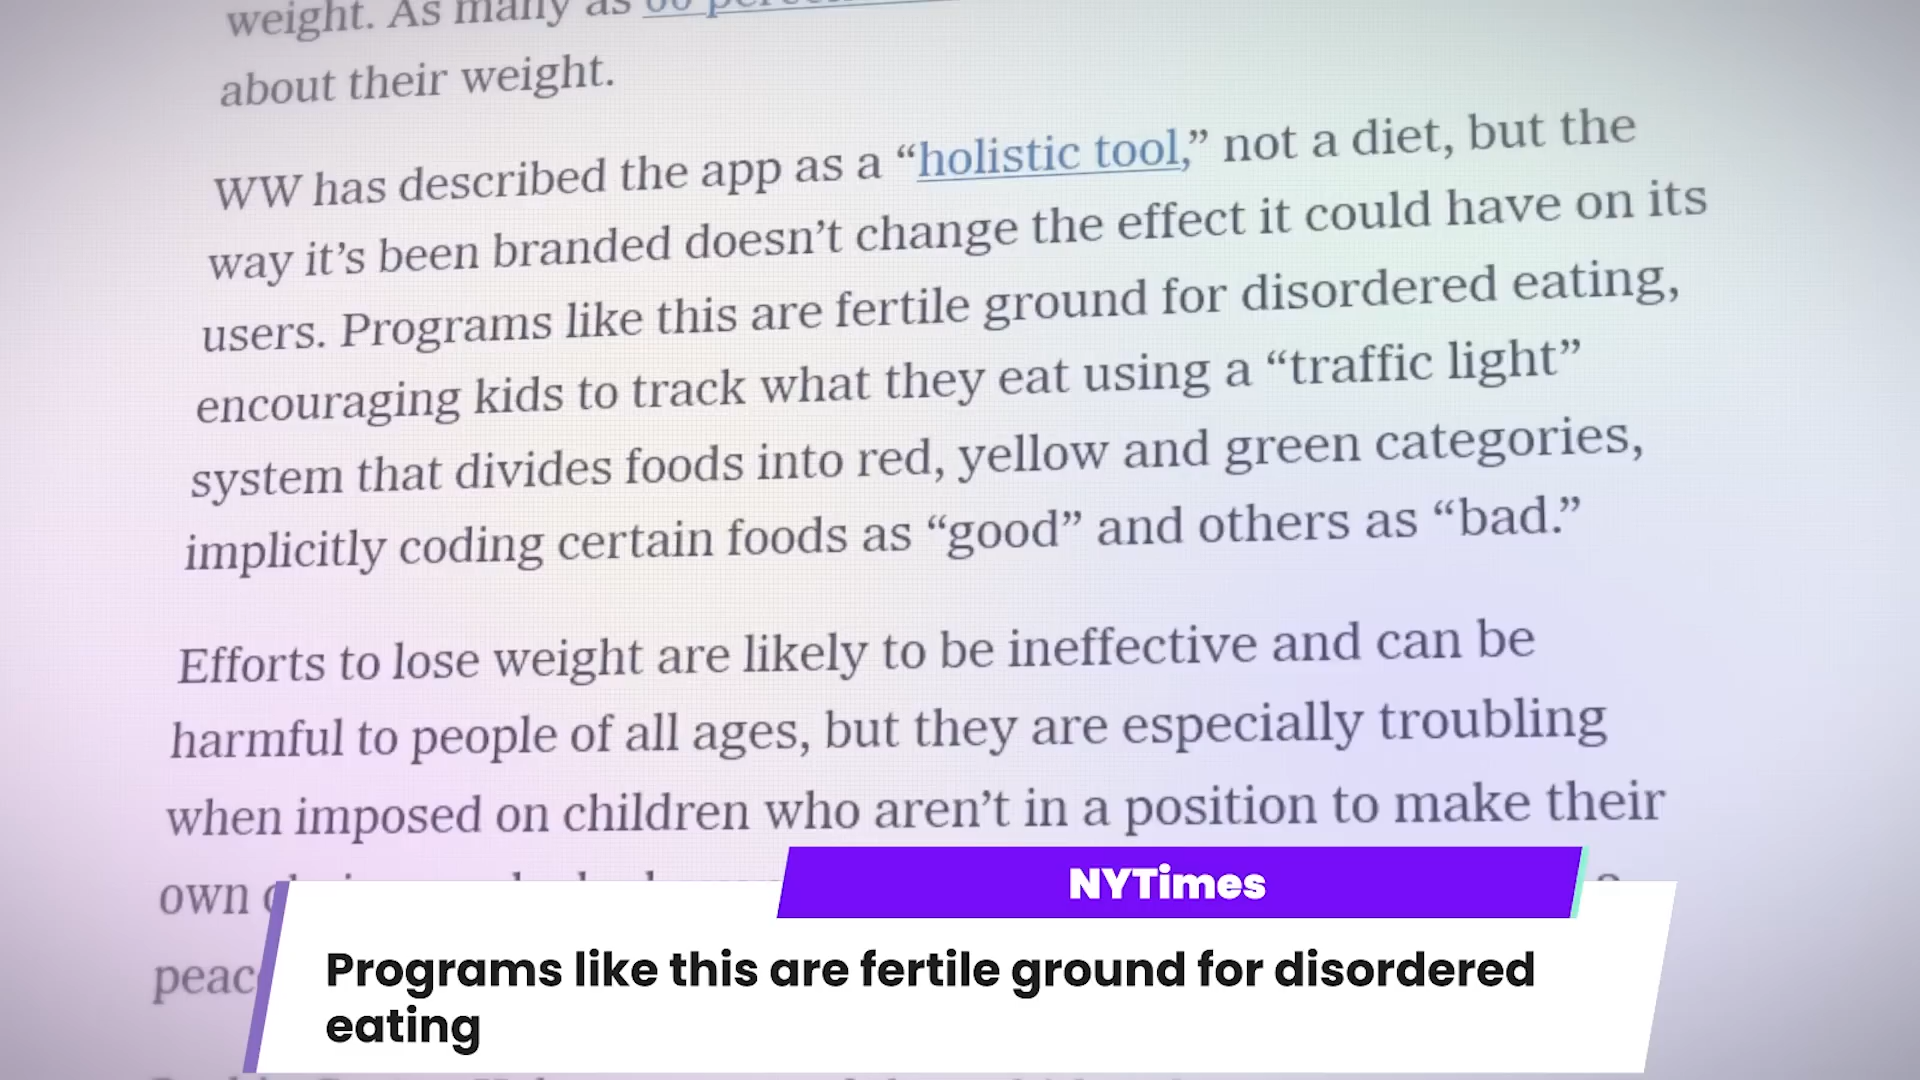 weight. As many as
about their weight.
WW has described the app as a “holistic tool,” not a diet, but the
way it’s been branded doesn’t change the effect it could have on its
users. Programs like this are fertile ground for disordered eating,
encouraging kids to track what they eat using a “traffic light”
system that divides foods into red, yellow and green categories,
implicitly coding certain foods as “good” and others as “bad.”
Efforts to lose weight are likely to be ineffective and can be
harmful to people of all ages, but they are especially troubling
when imposed on children who aren’t in a position to make their
own
NYTimes
Programs like this are fertile ground for disordered
eating